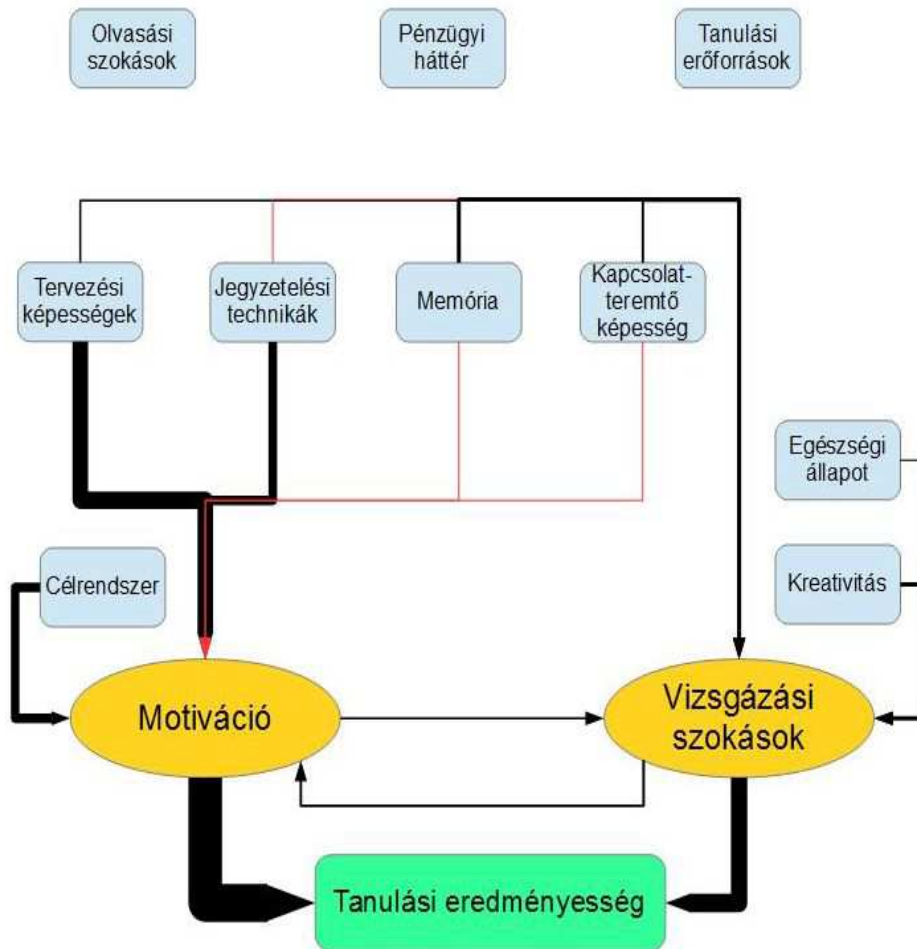 Olvasási
szokások
Pénzügyi
háttér
Tanulási
erőforrások
Tervezési
képességek
Jegyzetelési
technikák
Memória
Kapcsolat-
teremtő
képesség
Egészségi
állapot
Célrendszer
Kreativitás
Motiváció
Vizsgázási
szokások
Tanulási eredményesség